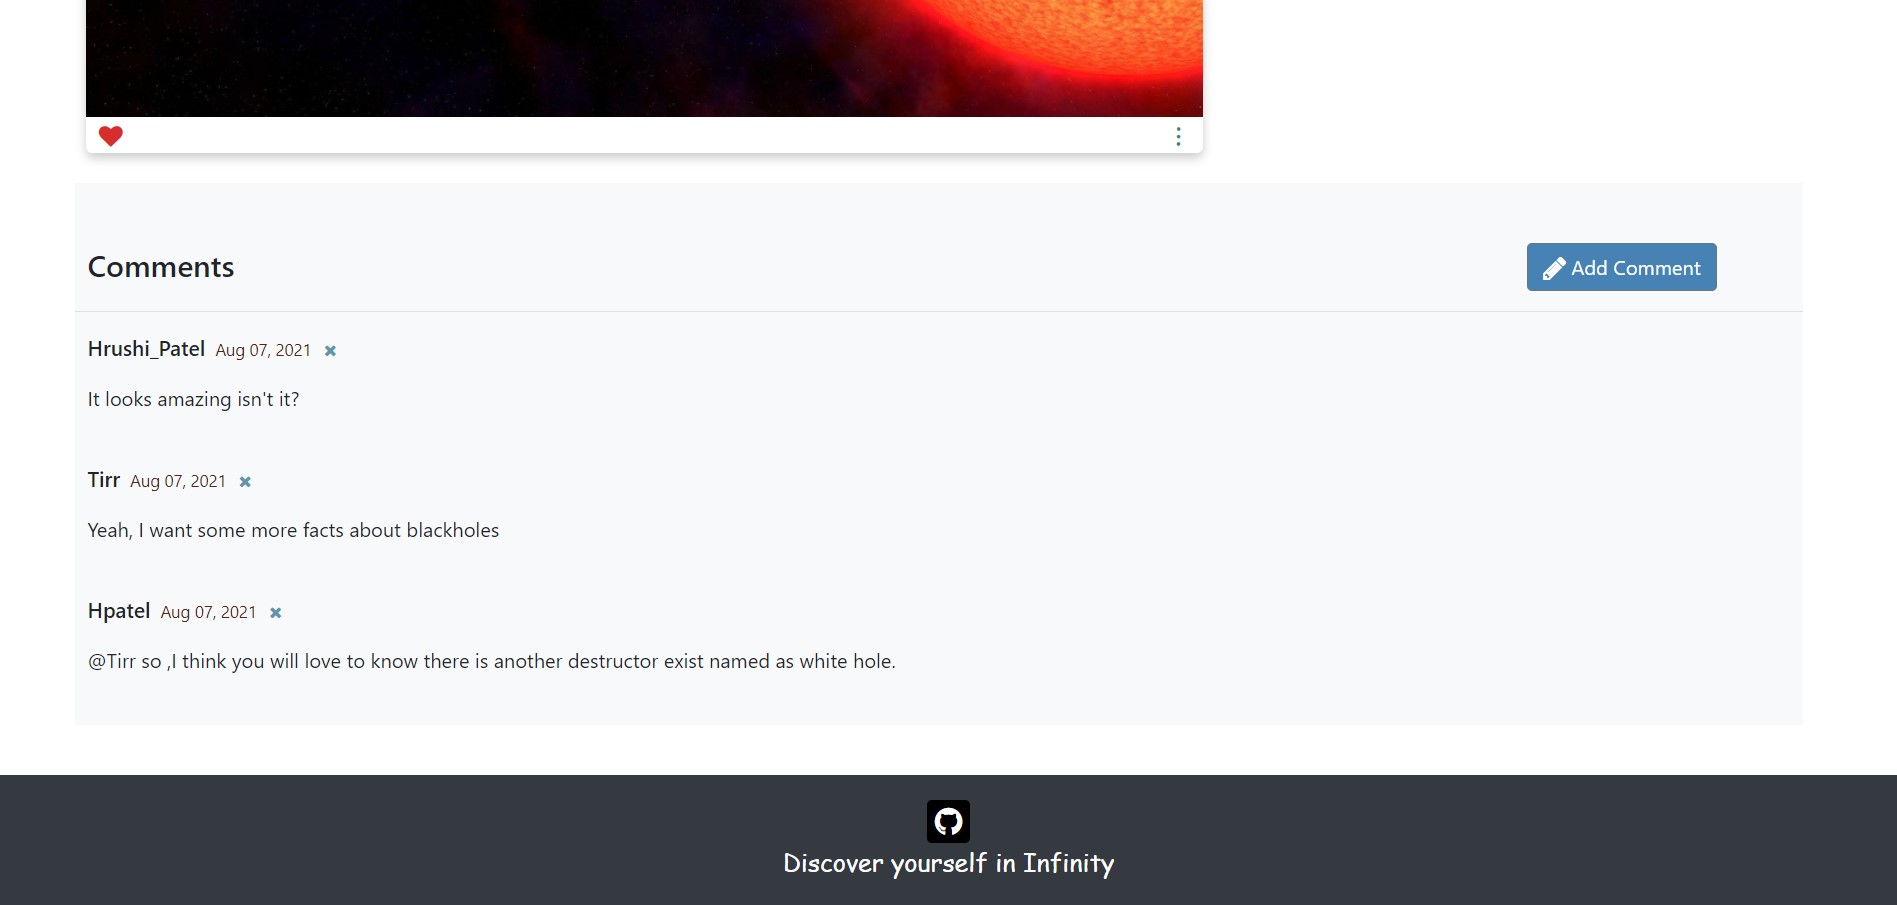 Comments
Add Comment
Hrushi_Patel Aug 07, 2021
It looks amazing isn't it?
Tirr Aug 07, 2021
Yeah, I want some more facts about blackholes
Hpatel Aug 07, 2021
@Tirr so ,I think you will love to know there is another destructor exist named as white hole.
Discover yourself in Infinity